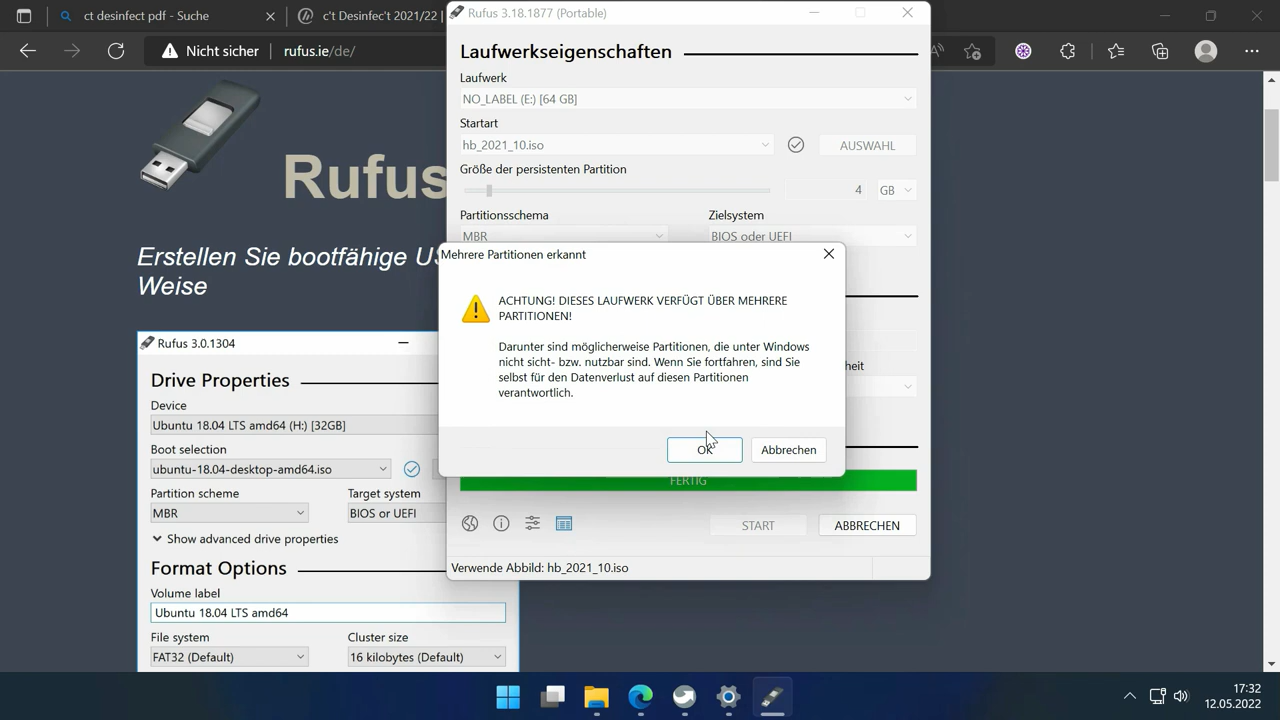 ct desinfect pdf - Suche
c't Desinfec't 2021/22
Rufus 3.18.1877 (Portable)
Nicht sicher
rufus.ie/de/
Laufwerkseigenschaften
Laufwerk
NO_LABEL (E:) [64 GB]
Startart
hb_2021_10.iso
AUSWAHL
Größe der persistenten Partition
4
GB
Partitionsschema
Zielsystem
MBR
BIOS oder UEFI
Rufus
Erstellen Sie bootfähige
Weise
Mehrere Partitionen erkannt
ACHTUNG! DIESES LAUFWERK VERFÜGT ÜBER MEHRERE
PARTITIONEN!
Darunter sind möglicherweise Partitionen, die unter Windows
nicht sicht- bzw. nutzbar sind. Wenn Sie fortfahren, sind Sie
selbst für den Datenverlust auf diesen Partitionen
verantwortlich.
OK
Abbrechen
heit
FERTIG
START
ABBRECHEN
Verwende Abbild: hb_2021_10.iso
Rufus 3.0.1304
Drive Properties
Device
Ubuntu 18.04 LTS amd64 (H:) [32GB]
Boot selection
ubuntu-18.04-desktop-amd64.iso
Partition scheme
Target system
MBR
BIOS or UEFI
Show advanced drive properties
Format Options
Volume label
Ubuntu 18.04 LTS amd64
File system
Cluster size
FAT32 (Default)
16 kilobytes (Default)
17:32
12.05.2022